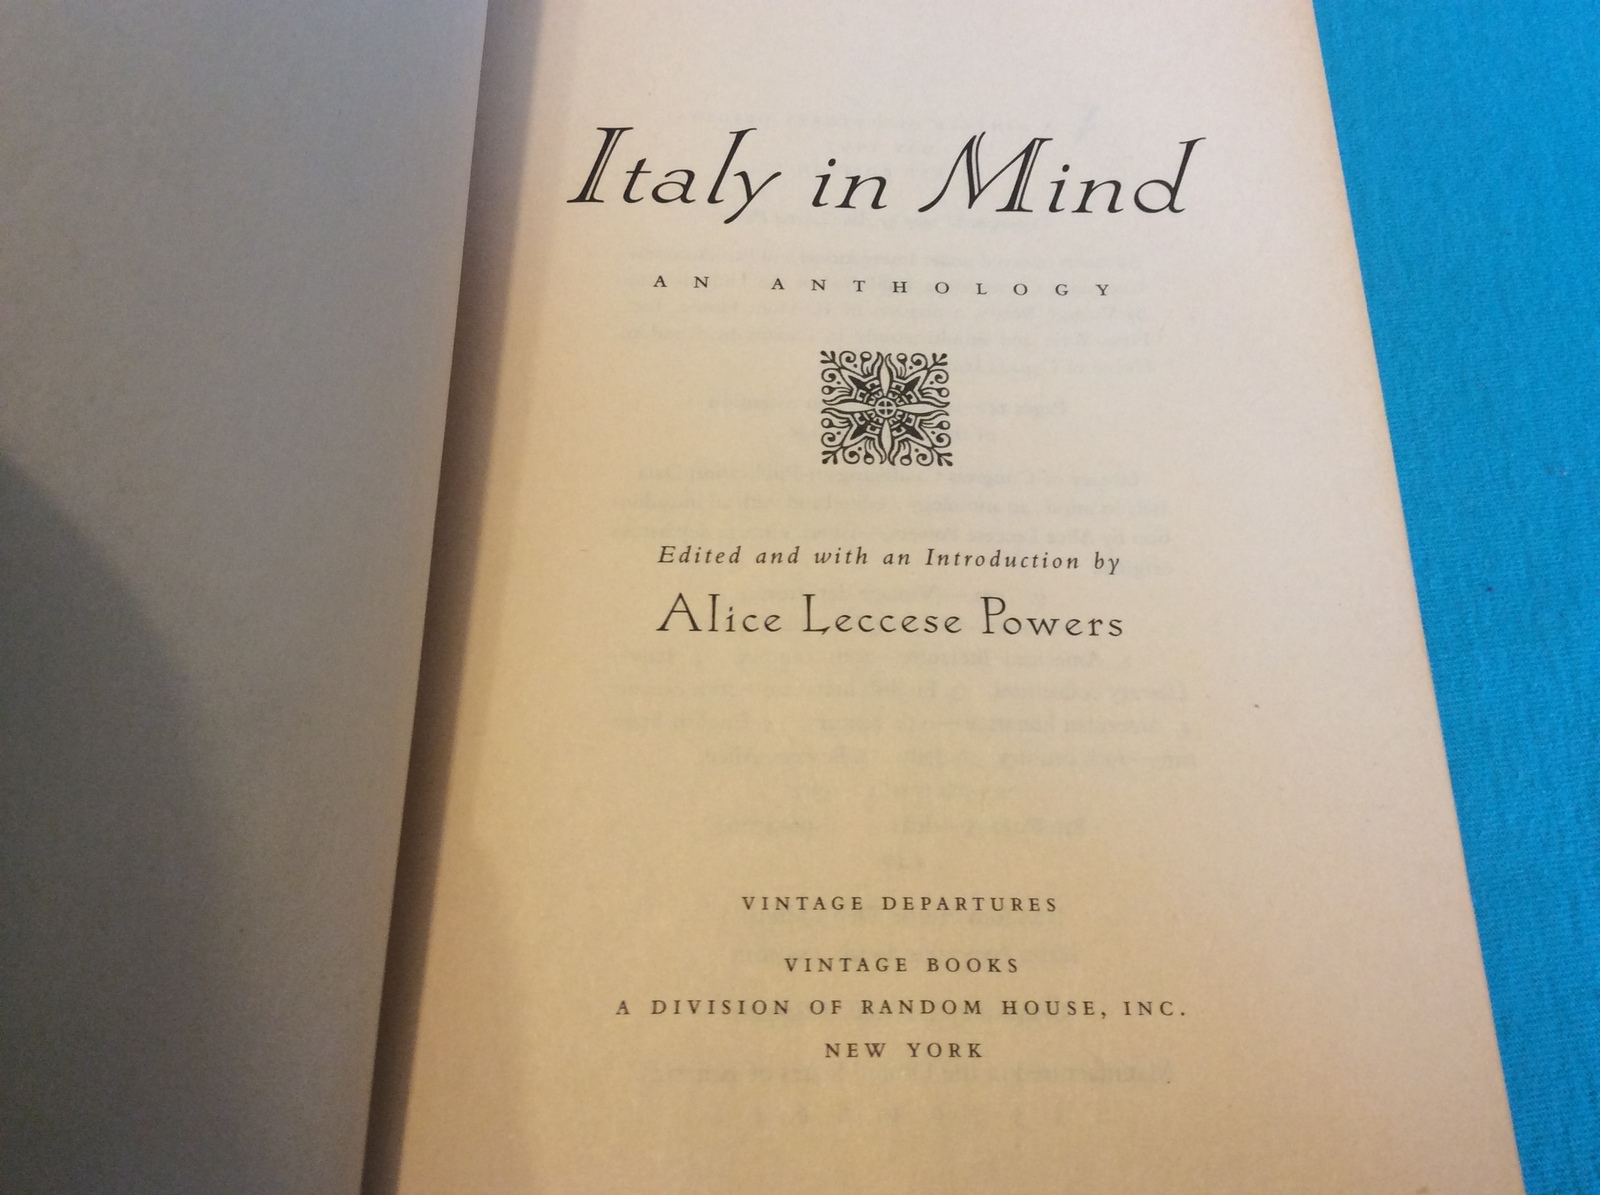 Italy in Mind
AN ANTHOLOGY
Edited and with an Introduction by
Alice Leccese Powers
VINTAGE DEPARTURES
VINTAGE BOOKS
A DIVISION OF RANDOM HOUSE, INC.
NEW YORK